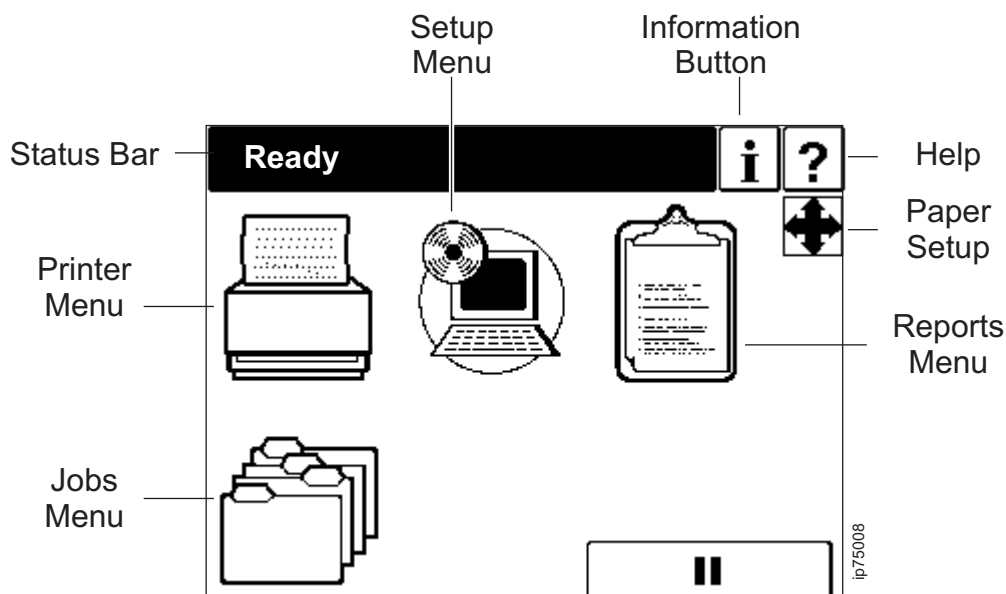 Setup
Menu
Information
Button
Status Bar
Ready
i
?
Help
Paper
Setup
Printer
Menu
Reports
Menu
Jobs
Menu
ip75008